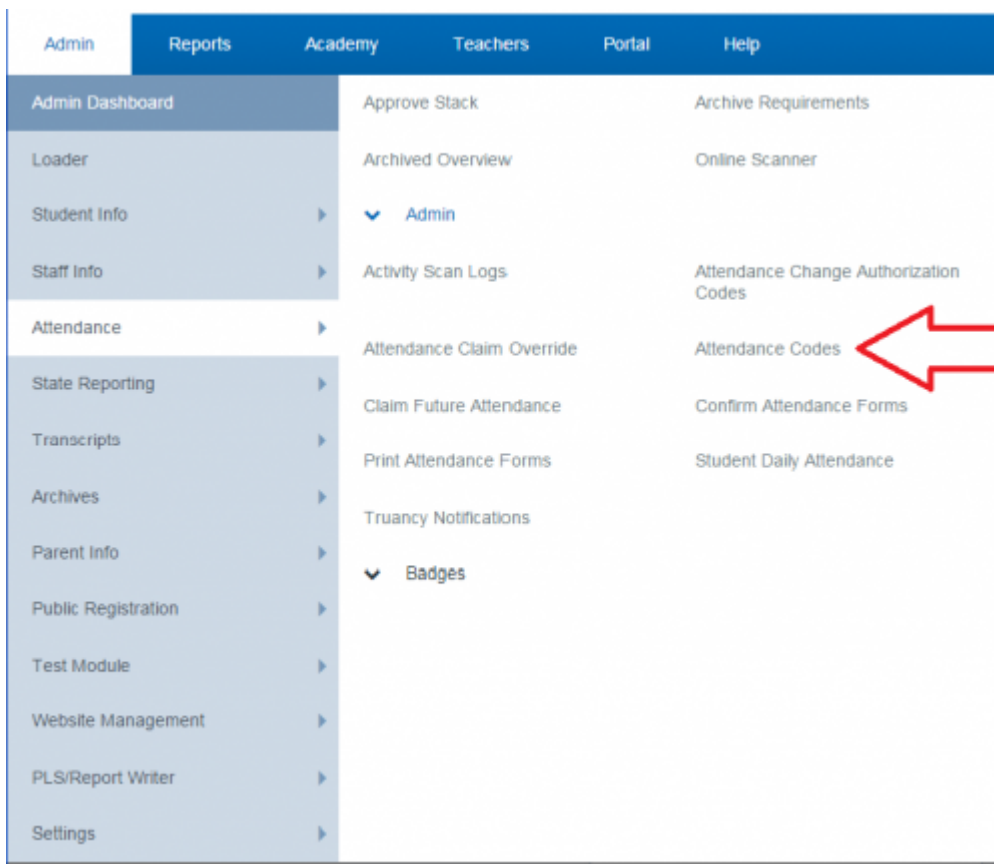 Admin Reports Academy Teachers Portal Help
Admin Dashboard
Loader
Student Info
Staff Info
Attendance
State Reporting
Transcripts
Archives
Parent Info
Public Registration
Test Module
Website Management
PLS/Report Writer
Settings
Approve Stack Archive Requirements
Archived Overview Online Scanner
Admin
Activity Scan Logs Attendance Change Authorization
Codes
Attendance Claim Override Attendance Codes
Claim Future Attendance Confirm Attendance Forms
Print Attendance Forms Student Daily Attendance
Truancy Notifications
Badges